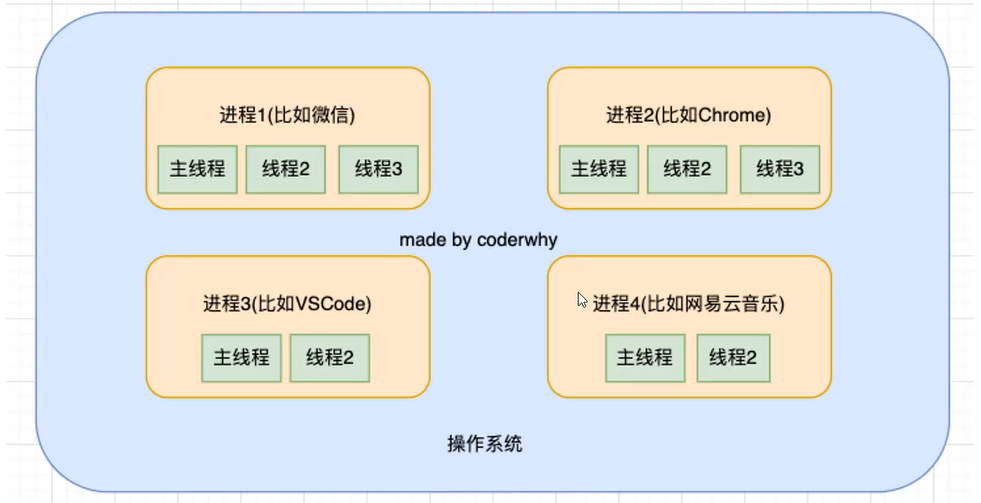 进程1(比如微信)
主线程 线程2 线程3
进程2(比如Chrome)
主线程 线程2 线程3
made by coderwhy
进程3(比如VSCode)
主线程 线程2
进程4(比如网易云音乐)
主线程 线程2
操作系统